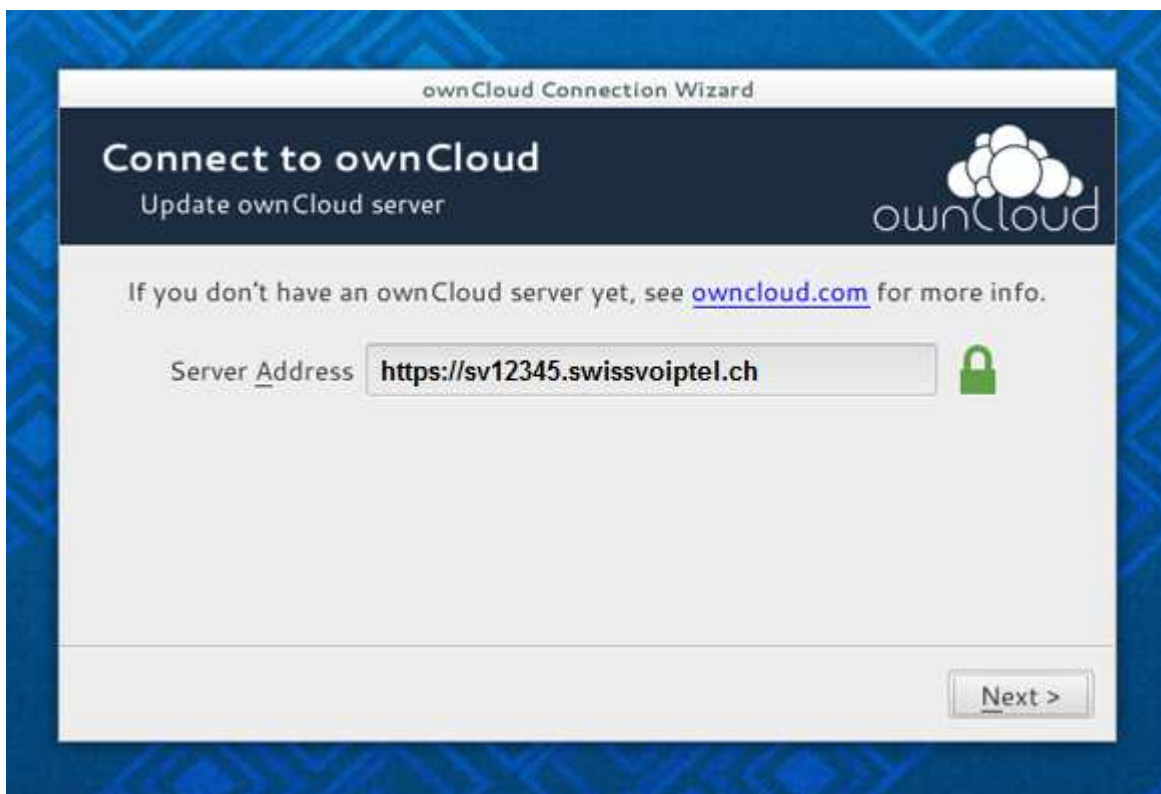 ownCloud Connection Wizard
Connect to ownCloud
Update ownCloud server
ownCloud
If you don't have an ownCloud server yet, see owncloud.com for more info.
Server Address https://sv12345.swissvoiptel.ch
Next >